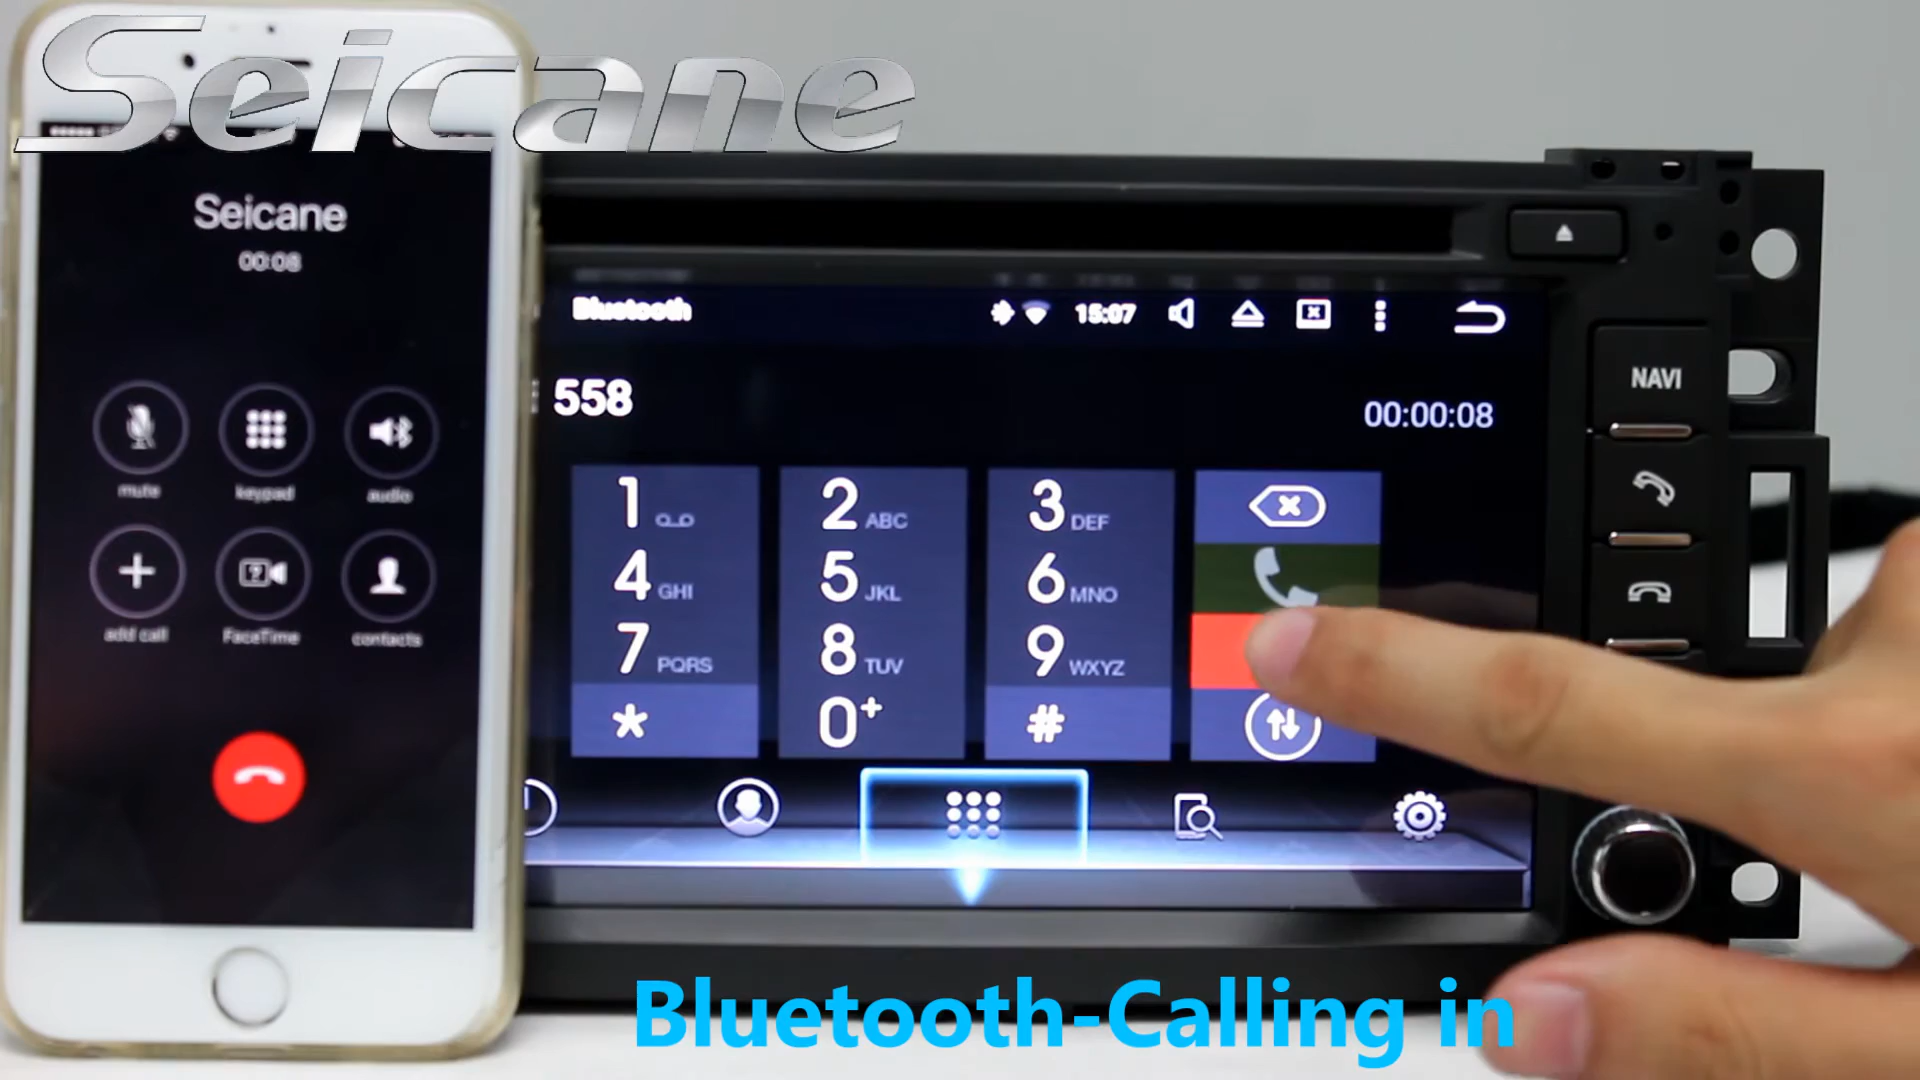 Seicane
Seicane
00:08
mute
keypad
audio
add call
FaceTime
contacts
Bluetooth
15:07
558
00:00:08
1
2 ABC
3 DEF
4 GHI
5 JKL
6 MNO
7 PQRS
8 TUV
9 WXYZ
*
0+
#
NAVI
Bluetooth-Calling in